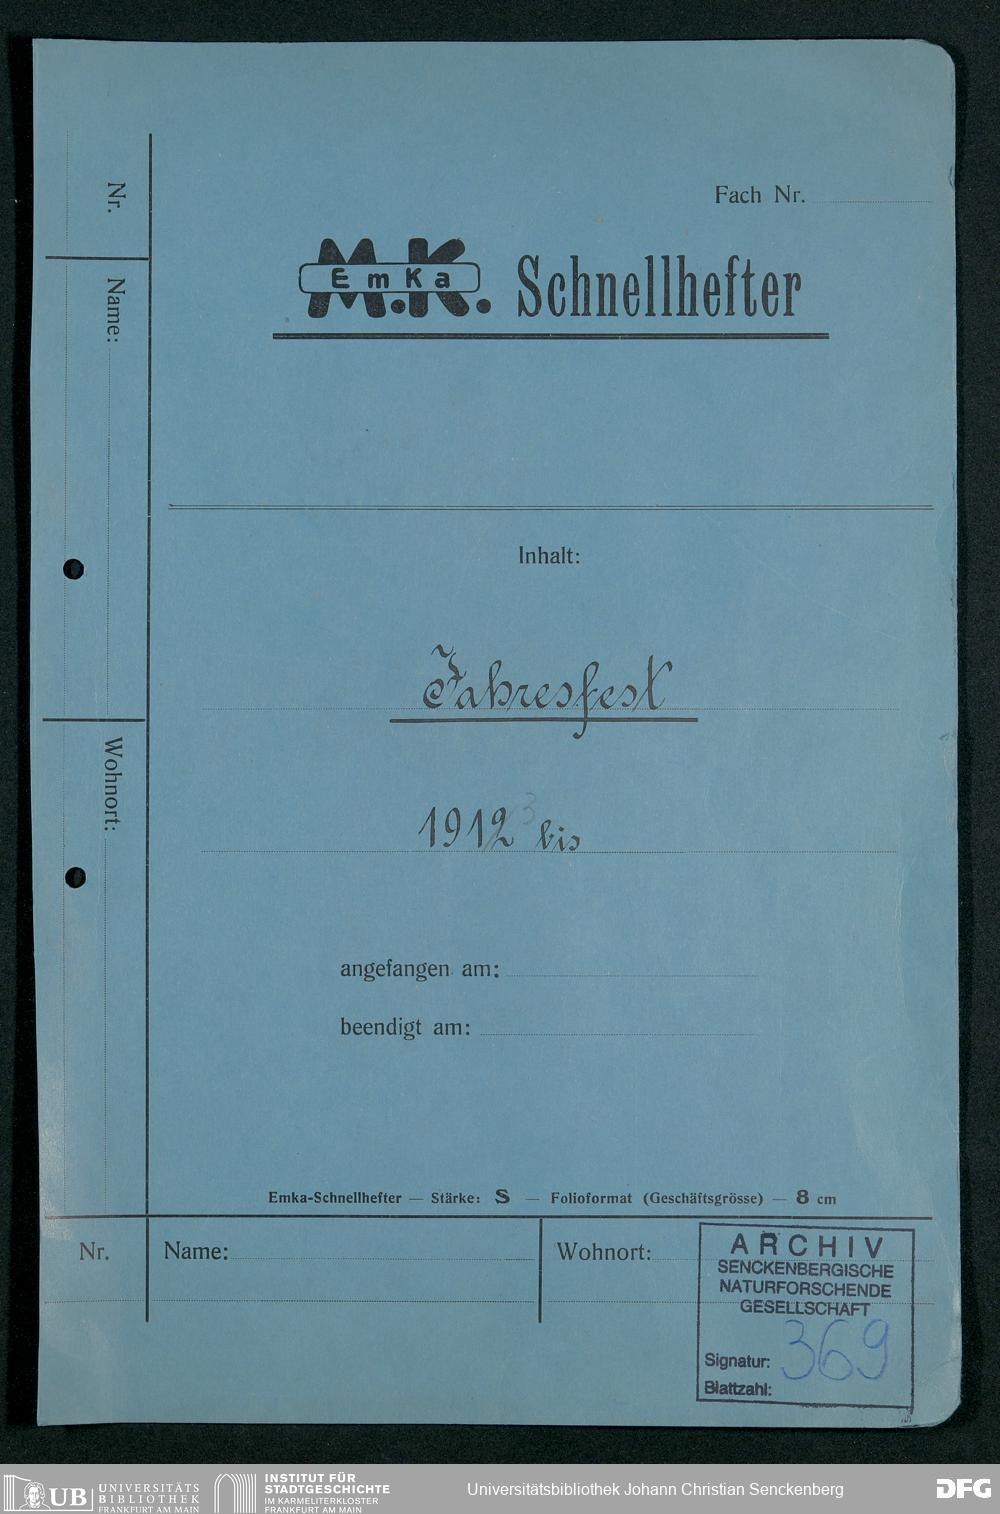 Fach Nr.
M.K.
EmKa
Schnellhefter
Inhalt:
Jahresfest
1912 3 bis
angefangen am:
beendigt am:
Emka-Schnellhefter — Stärke: S — Folioformat (Geschäftsgrösse) — 8 cm
Nr.
Name:
Wohnort:
Nr.
Name:
Wohnort:
ARCHIV
SENCKENBERGISCHE
NATURFORSCHENDE
GESELLSCHAFT
Signatur: 369
Blattzahl:
UB
UNIVERSITÄTS
BIBLIOTHEK
FRANKFURT AM MAIN
INSTITUT FÜR
STADTGESCHICHTE
IM KARMELITERKLOSTER
FRANKFURT AM MAIN
Universitätsbibliothek Johann Christian Senckenberg
DFG